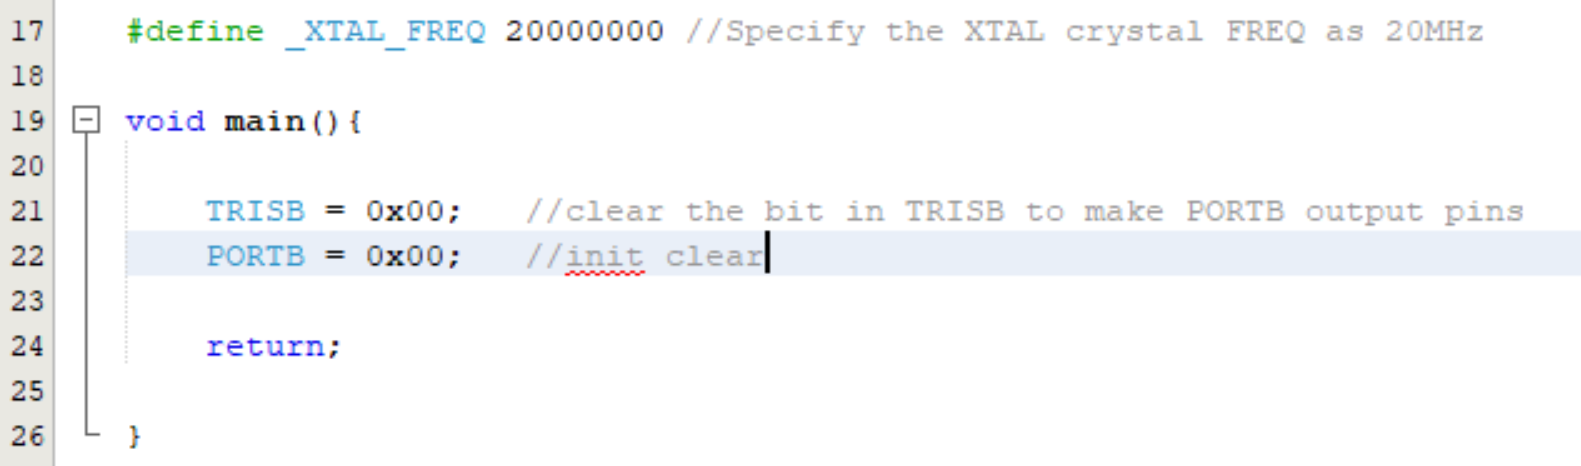 17 #define _XTAL_FREQ 20000000 //Specify the XTAL crystal FREQ as 20MHz
18
19 void main(){
20
21 TRISB = 0x00; //clear the bit in TRISB to make PORTB output pins
22 PORTB = 0x00; //init clear
23
24 return;
25
26 }